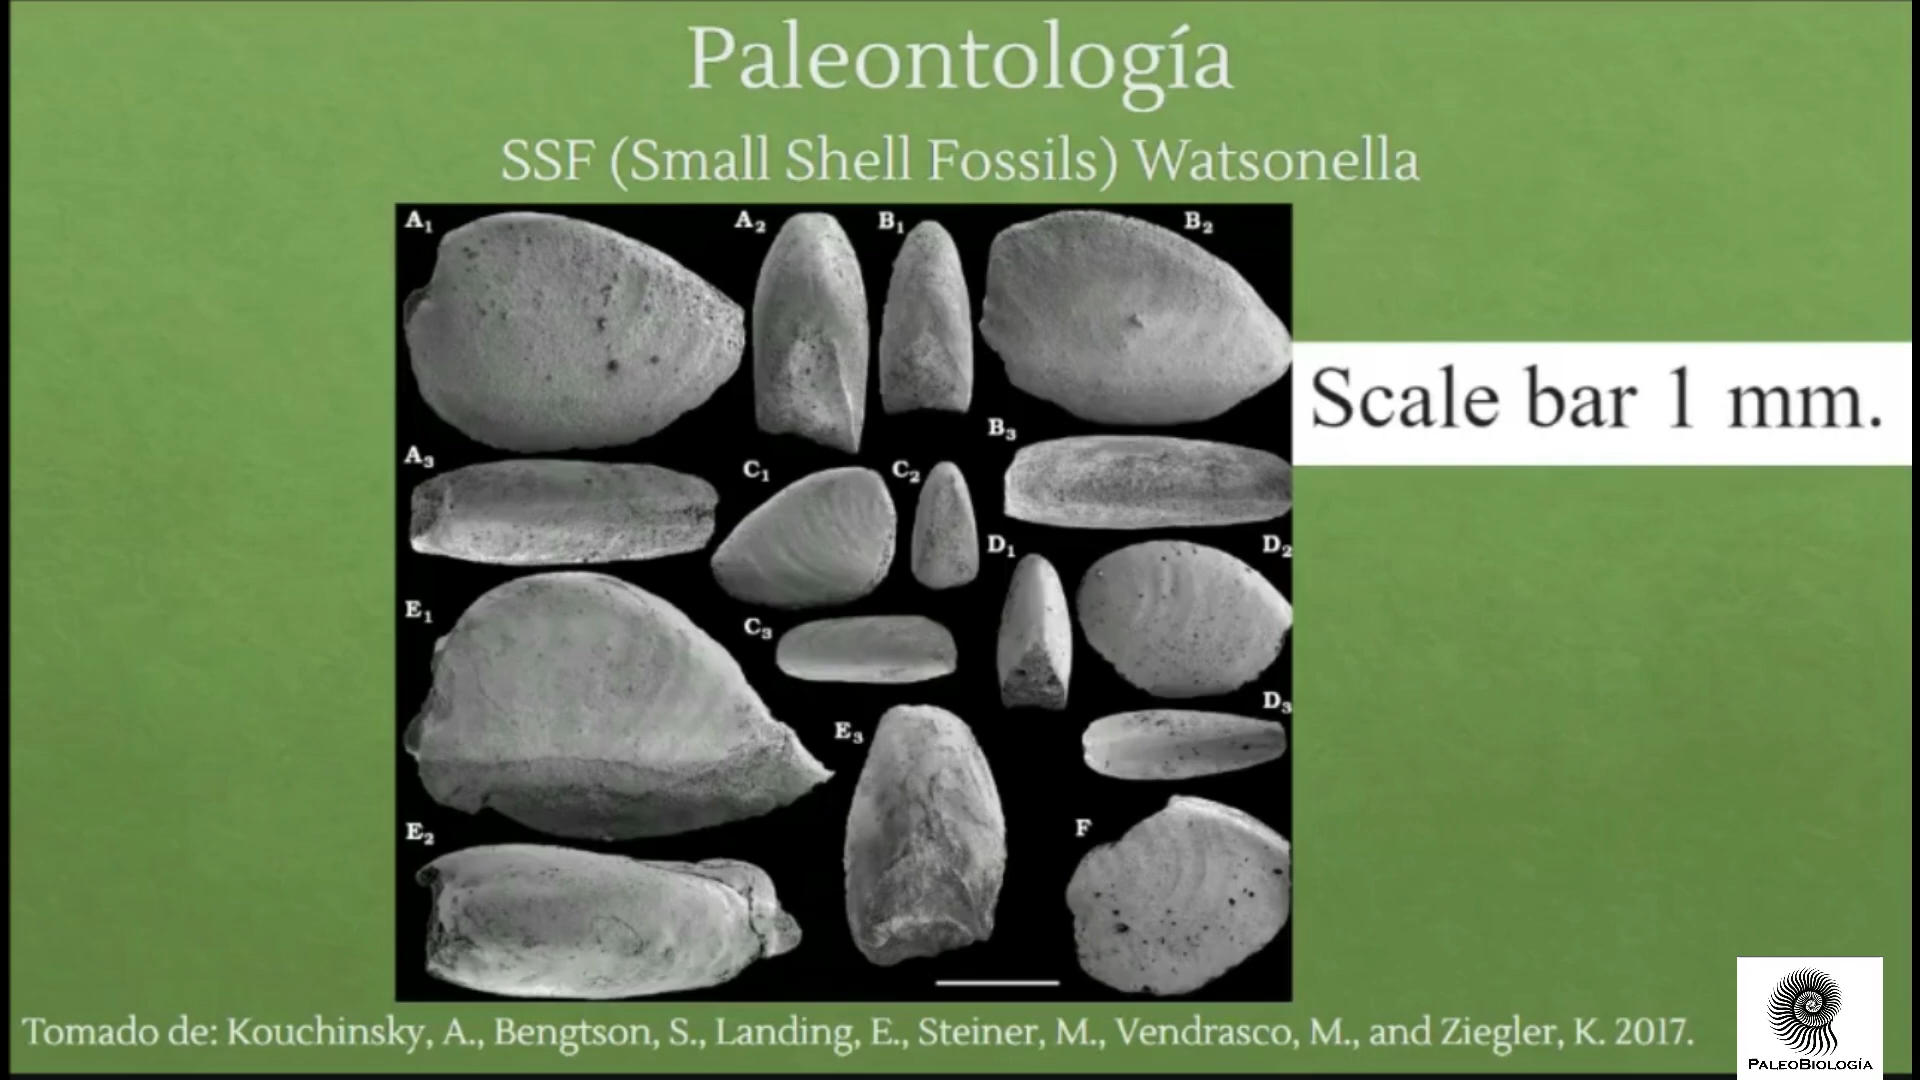 Paleontología
SSF (Small Shell Fossils) Watsonella
A1
A2
B1
B2
Scale bar 1 mm.
B3
A3
C1
C2
D1
D2
E1
C3
D3
E3
E2
F
Tomado de: Kouchinsky, A., Bengtson, S., Landing, E., Steiner, M., Vendrasco, M., and Ziegler, K. 2017.
PALEOBIOLOGÍA